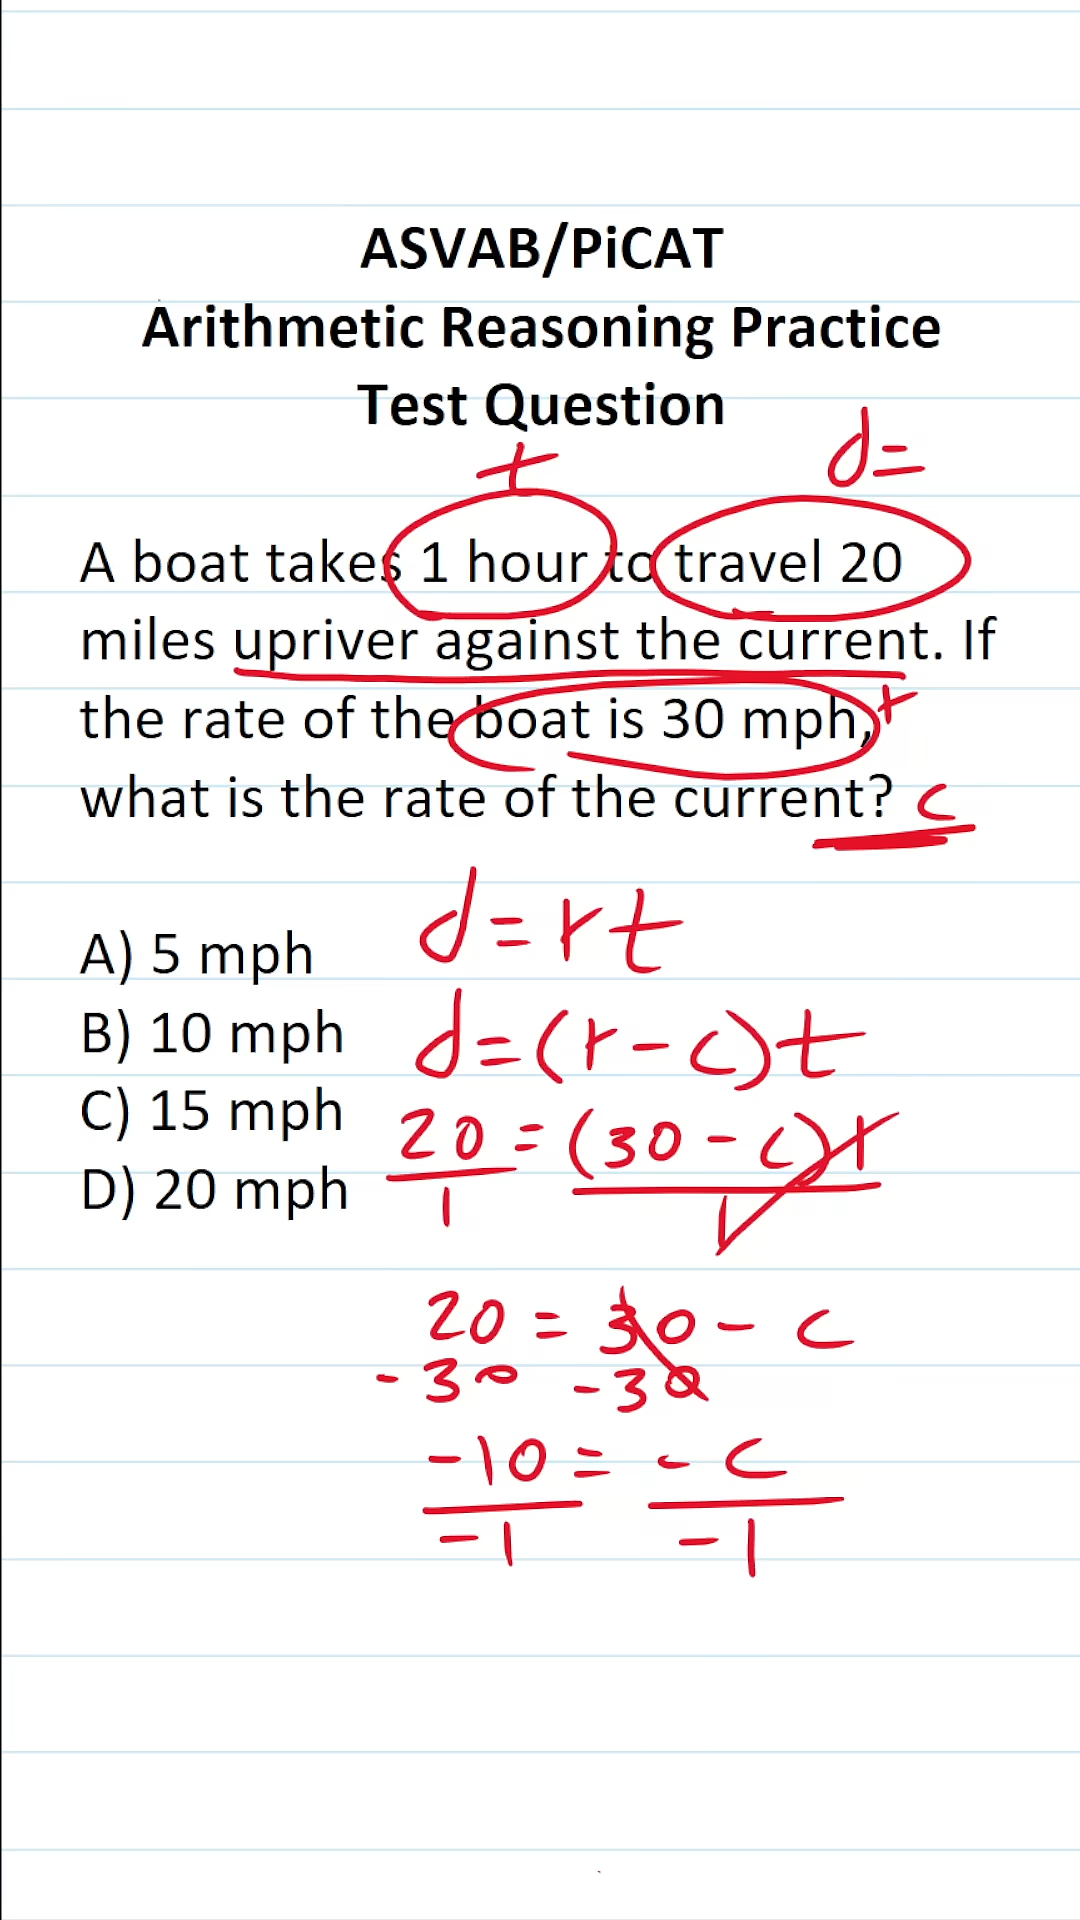 ASVAB/PiCAT
Arithmetic Reasoning Practice
Test Question
t d=
A boat takes 1 hour to travel 20
miles upriver against the current. If
the rate of the boat is 30 mph, r
what is the rate of the current? c
d=rt
A) 5 mph
B) 10 mph
d=(r-c)t
C) 15 mph
20=(30-c)1
D) 20 mph
1 1
20=30-c
-30 -30
-10=-c
-1 -1